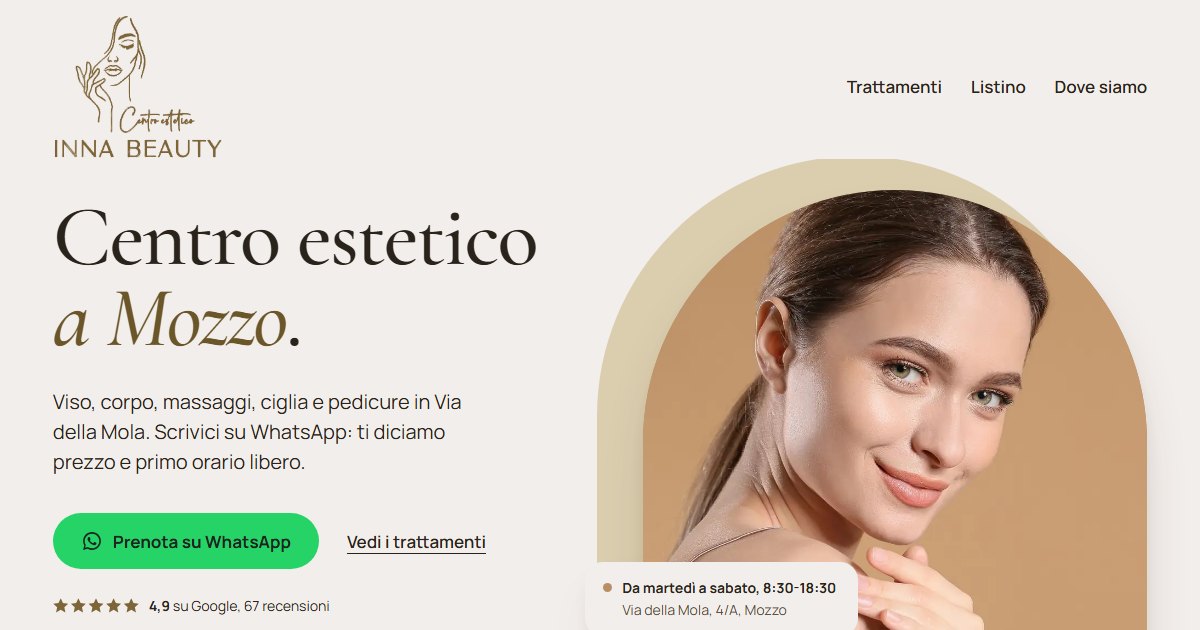 Centro estetico
INNA BEAUTY
Trattamenti Listino Dove siamo
Centro estetico
a Mozzo.
Viso, corpo, massaggi, ciglia e pedicure in Via
della Mola. Scrivici su WhatsApp: ti diciamo
prezzo e primo orario libero.
Prenota su WhatsApp Vedi i trattamenti
4,9 su Google, 67 recensioni
Da martedì a sabato, 8:30-18:30
Via della Mola, 4/A, Mozzo